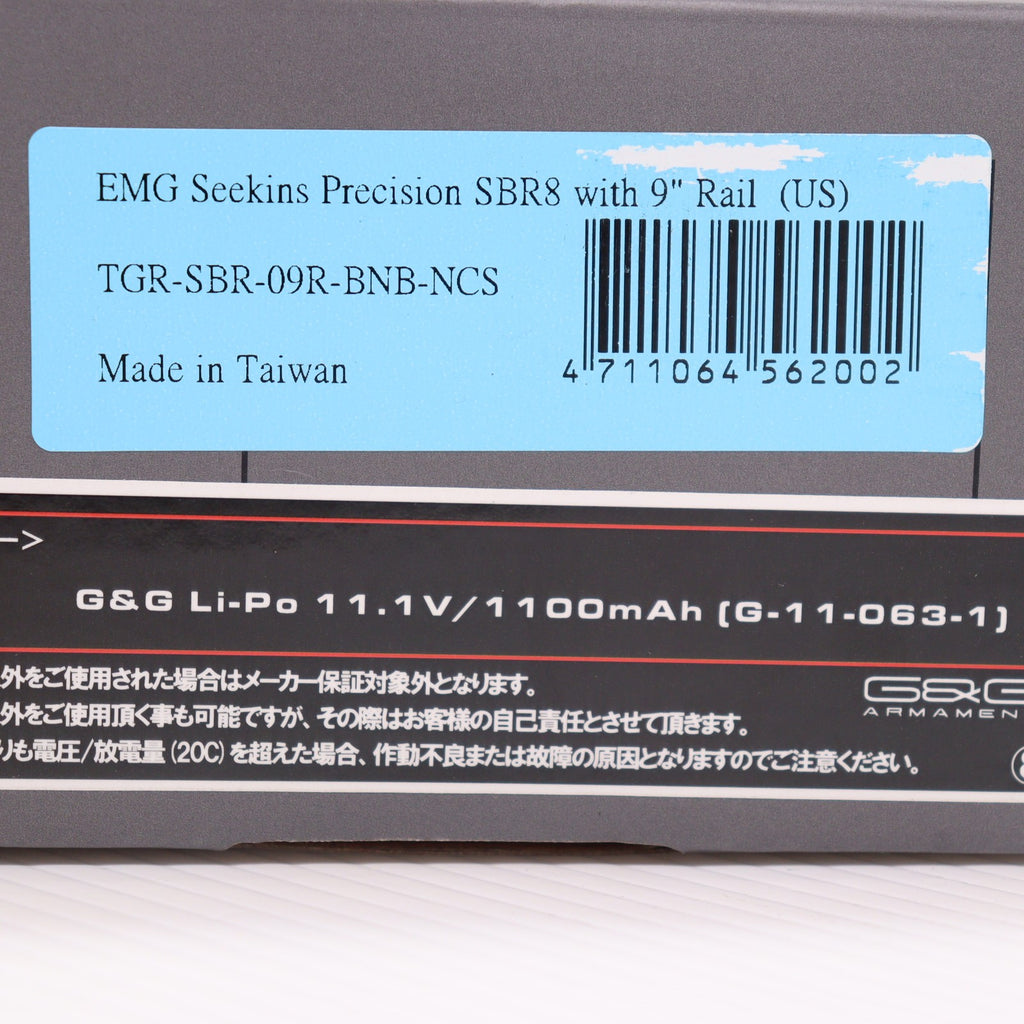 EMG Seekins Precision SBR8 with 9" Rail (US)
TGR-SBR-09R-BNB-NCS
Made in Taiwan
4 711064 562002
G&G Li-Po 11.1V/1100mAh (G-11-063-1)
外をご使用された場合はメーカー保証対象外となります。
外をご使用頂く事も可能ですが、その際はお客様の自己責任とさせて頂きます。
りも電圧/放電量(20C)を超えた場合、作動不良または故障の原因となりますのでご注意ください。
G&G
ARMAMEN